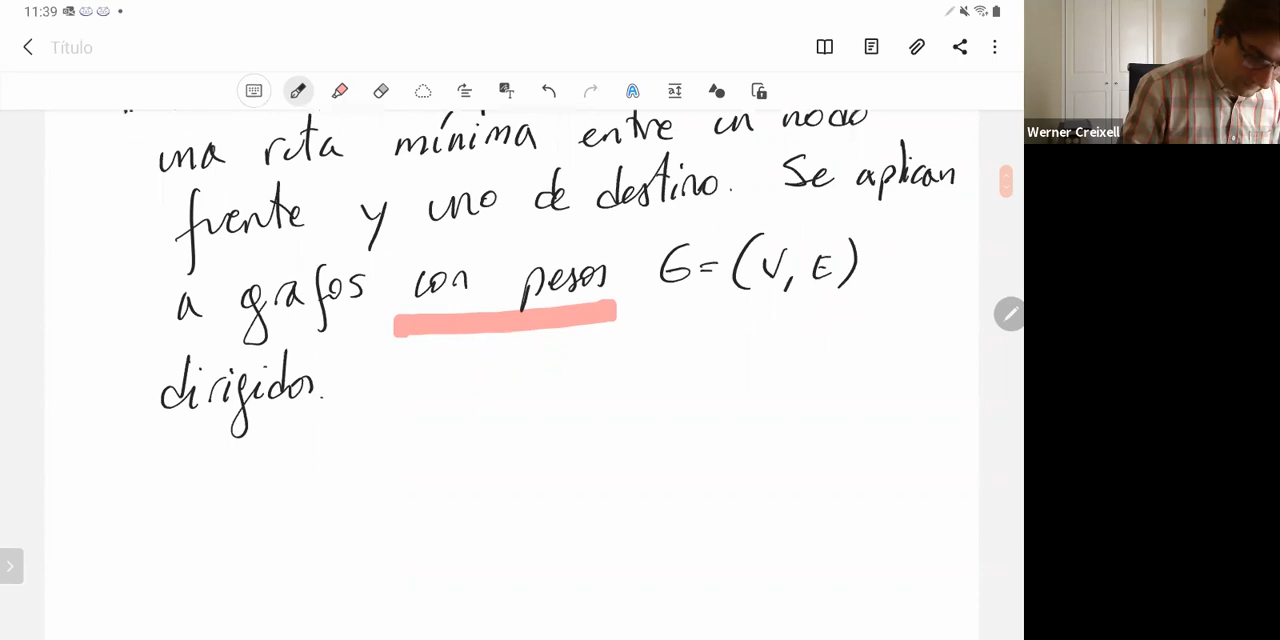 11:39
Título
Werner Creixell
una ruta mínima entre un nodo
fuente y uno de destino. Se aplican
a grafos con pesos G=(V, E)
dirigidos.